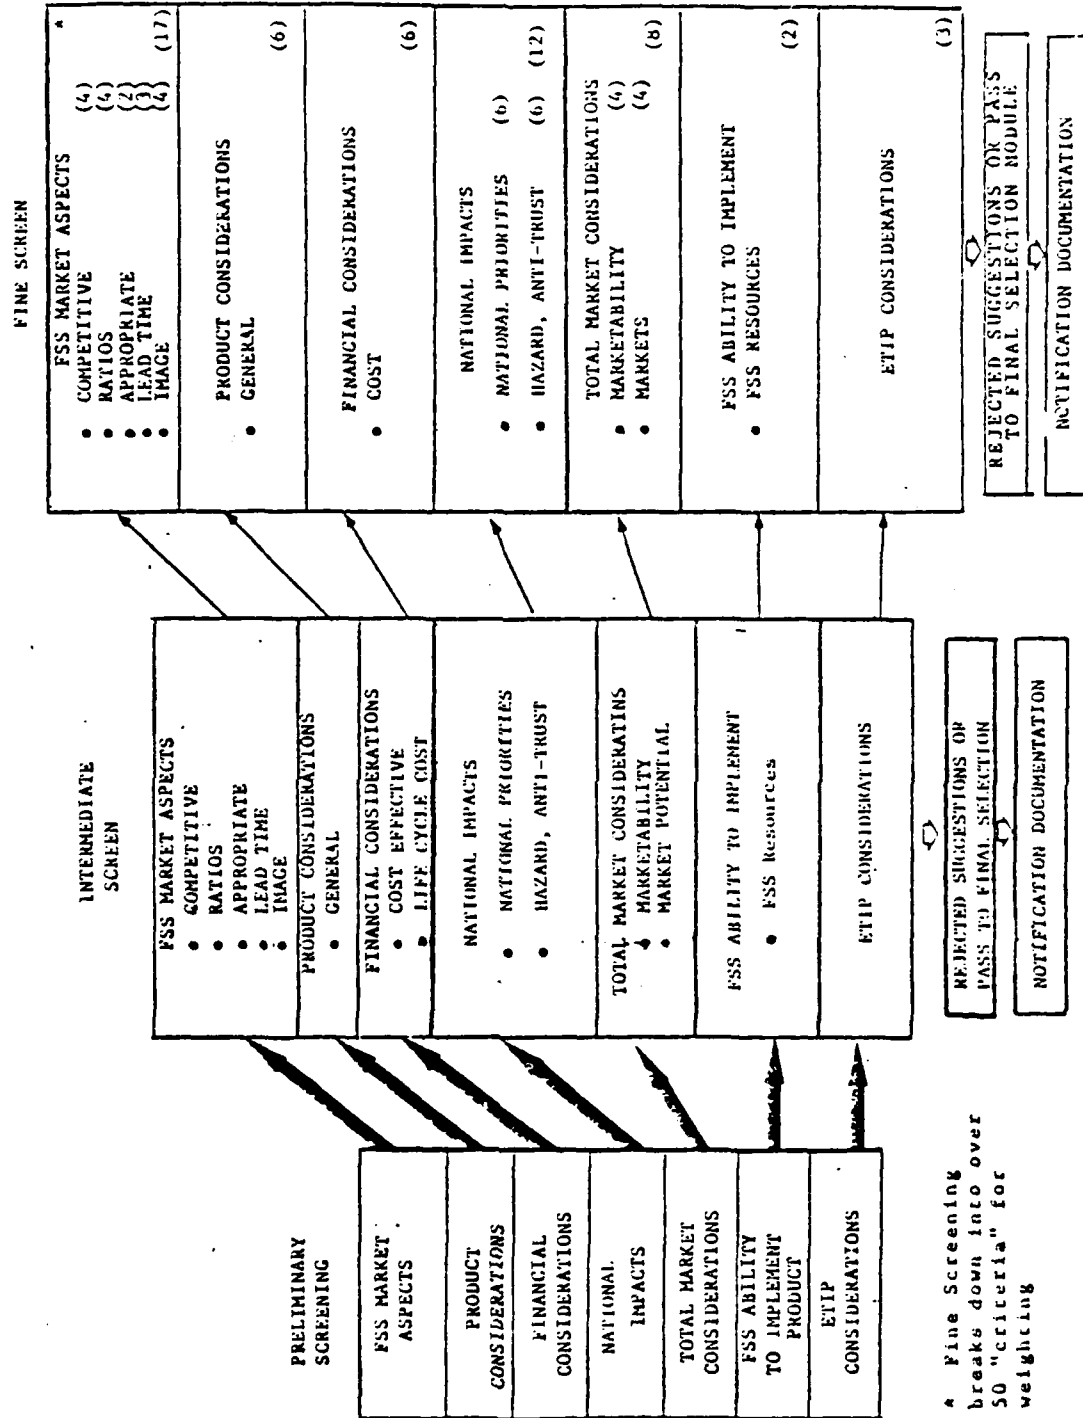 PRELIMINARY
SCREENING
FSS MARKET
ASPECTS
PRODUCT
CONSIDERATIONS
FINANCIAL
CONSIDERATIONS
NATIONAL
IMPACTS
TOTAL MARKET
CONSIDERATIONS
FSS ABILITY
TO IMPLEMENT
PRODUCT
ETIP
CONSIDERATIONS
* Fine Screening
breaks down into over
50 "criteria" for
weighting
INTERMEDIATE
SCREEN
FSS MARKET ASPECTS
• COMPETITIVE
• RATIOS
• APPROPRIATE
• LEAD TIME
• IMAGE
PRODUCT CONSIDERATIONS
• GENERAL
FINANCIAL CONSIDERATIONS
• COST EFFECTIVE
• LIFE CYCLE COST
NATIONAL IMPACTS
• NATIONAL PRIORITIES
• HAZARD, ANTI-TRUST
TOTAL MARKET CONSIDERATINS
• MARKETABILITY
• MARKET POTENTIAL
FSS ABILITY TO IMPLEMENT
• FSS Resources
ETIP CONSIDERATIONS
REJECTED SUGGESTIONS OR
PASS TO FINAL SELECTION
NOTIFICATION DOCUMENTATION
FINE SCREEN
FSS MARKET ASPECTS *
• COMPETITIVE (4)
• RATIOS (4)
• APPROPRIATE (2)
• LEAD TIME (3)
• IMAGE (4) (17)
PRODUCT CONSIDERATIONS
• GENERAL (6)
FINANCIAL CONSIDERATIONS
• COST (6)
NATIONAL IMPACTS
• NATIONAL PRIORITIES (6)
• HAZARD, ANTI-TRUST (6) (12)
TOTAL MARKET CONSIDERATIONS
• MARKETABILITY (4)
• MARKETS (4) (8)
FSS ABILITY TO IMPLEMENT
• FSS RESOURCES (2)
ETIP CONSIDERATIONS
(3)
REJECTED SUGGESTIONS OR PASS
TO FINAL SELECTION MODULE
NOTIFICATION DOCUMENTATION